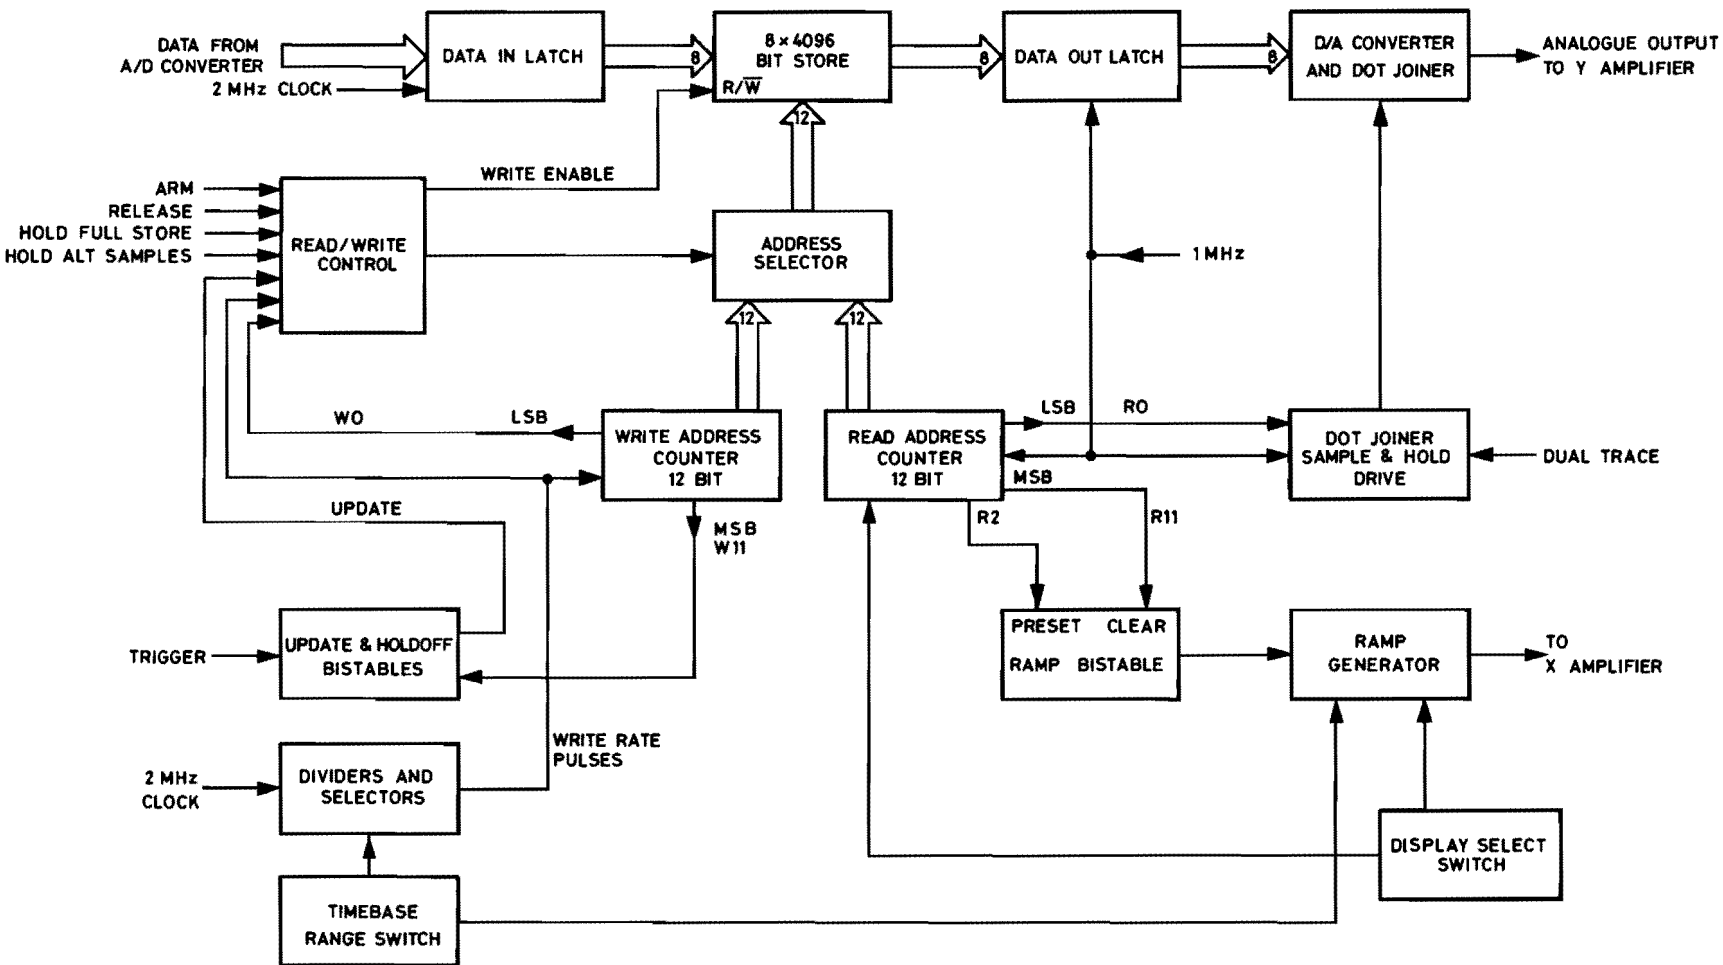 DATA FROM
A/D CONVERTER
2 MHz CLOCK
DATA IN LATCH
8
8 × 4096
BIT STORE
R/W̅
8
DATA OUT LATCH
8
D/A CONVERTER
AND DOT JOINER
ANALOGUE OUTPUT
TO Y AMPLIFIER
12
WRITE ENABLE
ARM
RELEASE
HOLD FULL STORE
HOLD ALT SAMPLES
READ/WRITE
CONTROL
ADDRESS
SELECTOR
1 MHz
12
12
WO
LSB
WRITE ADDRESS
COUNTER
12 BIT
READ ADDRESS
COUNTER
12 BIT
LSB
RO
MSB
DOT JOINER
SAMPLE & HOLD
DRIVE
DUAL TRACE
UPDATE
MSB
W11
R2
R11
TRIGGER
UPDATE & HOLDOFF
BISTABLES
PRESET CLEAR
RAMP BISTABLE
RAMP
GENERATOR
TO
X AMPLIFIER
WRITE RATE
PULSES
2 MHz
CLOCK
DIVIDERS AND
SELECTORS
DISPLAY SELECT
SWITCH
TIMEBASE
RANGE SWITCH